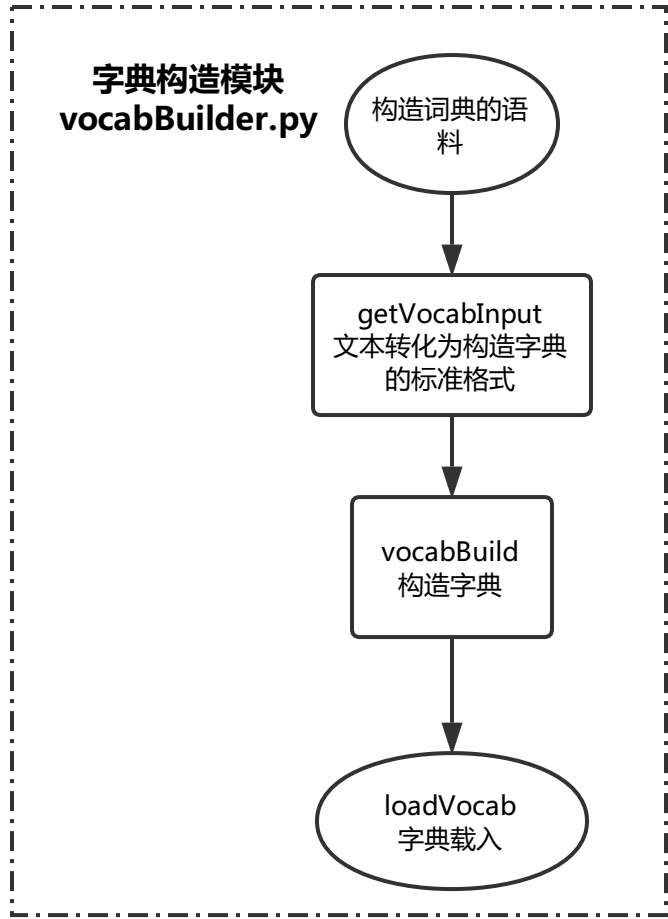 字典构造模块
vocabBuilder.py
构造词典的语
料
getVocabInput
文本转化为构造字典
的标准格式
vocabBuild
构造字典
loadVocab
字典载入